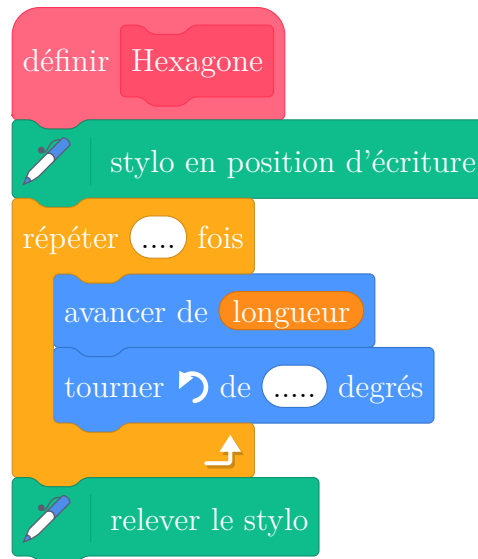 définir Hexagone
stylo en position d'écriture
répéter .... fois
avancer de longueur
tourner de ..... degrés
relever le stylo